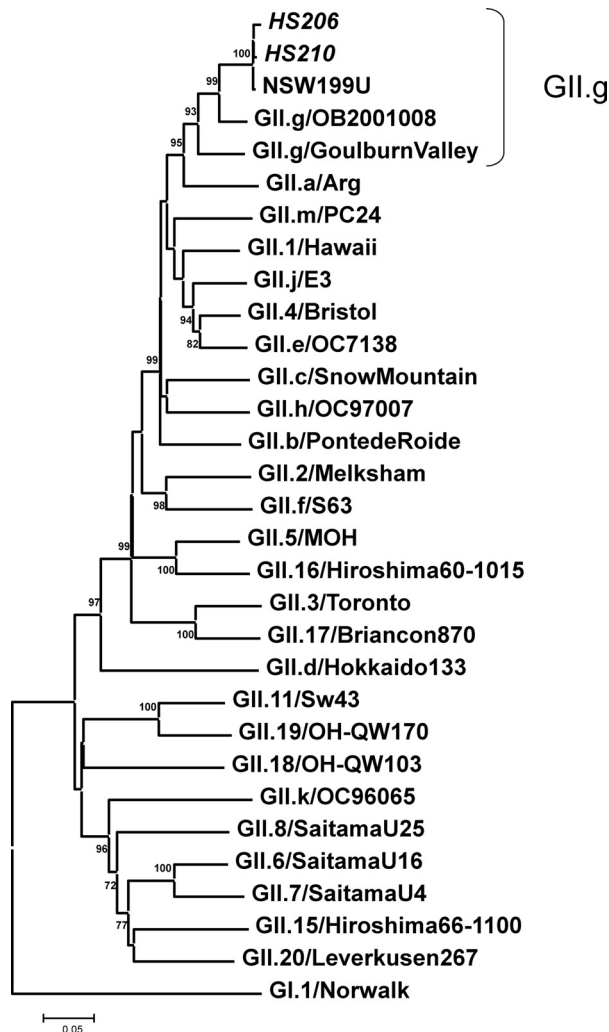 HS206
100
HS210
GII.g
99
NSW199U
93
GII.g/OB2001008
95
GII.g/GoulburnValley
GII.a/Arg
GII.m/PC24
GII.1/Hawaii
GII.j/E3
94
GII.4/Bristol
82
GII.e/OC7138
99
GII.c/SnowMountain
GII.h/OC97007
GII.b/PontedeRoide
GII.2/Melksham
98
GII.f/S63
99
GII.5/MOH
100
GII.16/Hiroshima60-1015
97
GII.3/Toronto
100
GII.17/Briancon870
GII.d/Hokkaido133
100
GII.11/Sw43
GII.19/OH-QW170
GII.18/OH-QW103
GII.k/OC96065
96
GII.8/SaitamaU25
100
GII.6/SaitamaU16
72
GII.7/SaitamaU4
77
GII.15/Hiroshima66-1100
GII.20/Leverkusen267
GI.1/Norwalk
0.05